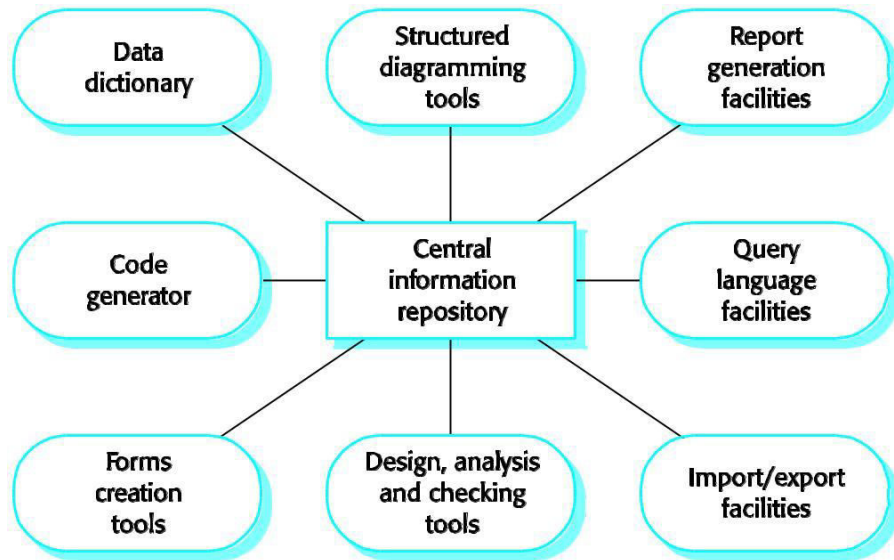 Data
dictionary
Structured
diagramming
tools
Report
generation
facilities
Code
generator
Central
information
repository
Query
language
facilities
Forms
creation
tools
Design, analysis
and checking
tools
Import/export
facilities